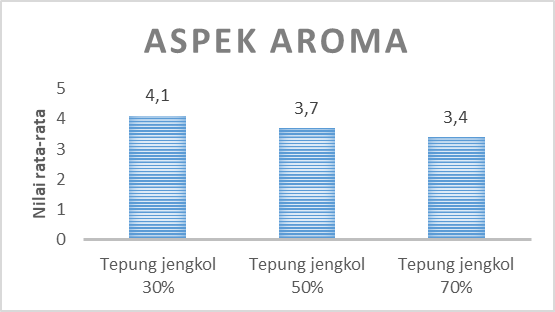 ASPEK AROMA
Nilai rata-rata
5
4
3
2
1
0
4,1
3,7
3,4
Tepung jengkol
30%
Tepung jengkol
50%
Tepung jengkol
70%